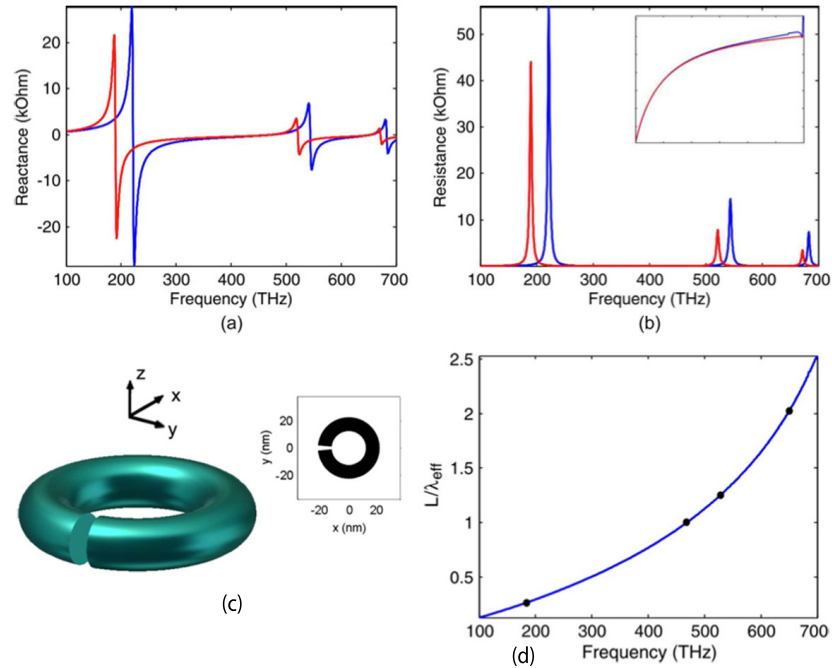 20
10
0
-10
-20
Reactance (kOhm)
100 200 300 400 500 600 700
Frequency (THz)
(a)
50
40
30
20
10
Resistance (kOhm)
100 200 300 400 500 600 700
Frequency (THz)
(b)
z
x
y
20
0
-20
y (nm)
-20 0 20
x (nm)
(c)
2.5
2
1.5
1
0.5
L/λeff
100 200 300 400 500 600 700
Frequency (THz)
(d)